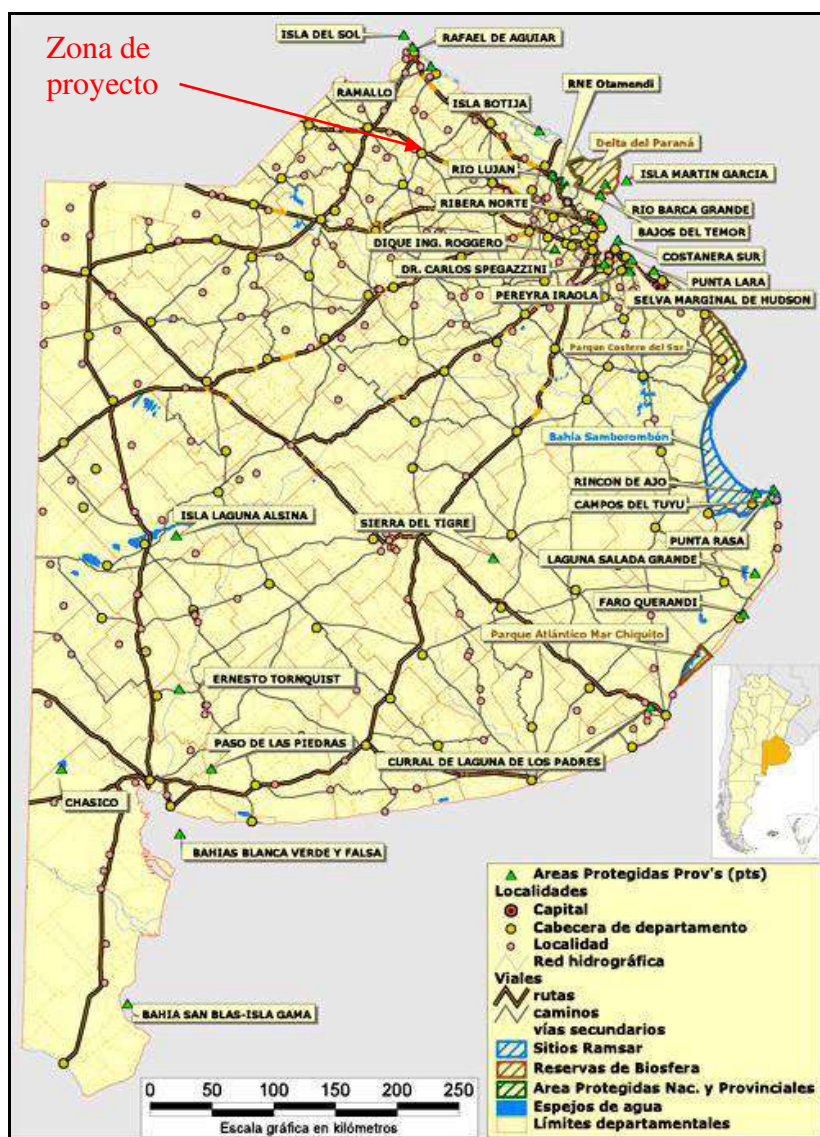 Zona de
proyecto
ISLA DEL SOL
RAFAEL DE AGUIAR
RAMALLO
ISLA BOTIJA
RNE Otamendi
Delta del Paraná
RIO LUJAN
ISLA MARTIN GARCIA
RIBERA NORTE
RIO BARCA GRANDE
BAJOS DEL TEMOR
DIQUE ING. ROGGERO
COSTANERA SUR
DR. CARLOS SPEGAZZINI
PUNTA LARA
PEREYRA IRAOLA
SELVA MARGINAL DE HUDSON
Parque Costero del Sur
Bahía Samborombón
RINCON DE AJO
CAMPOS DEL TUYU
ISLA LAGUNA ALSINA
SIERRA DEL TIGRE
PUNTA RASA
LAGUNA SALADA GRANDE
FARO QUERANDI
Parque Atlántico Mar Chiquito
ERNESTO TORNQUIST
PASO DE LAS PIEDRAS
CURRAL DE LAGUNA DE LOS PADRES
CHASICO
BAHIAS BLANCA VERDE Y FALSA
BAHIA SAN BLAS-ISLA GAMA
Areas Protegidas Prov's (pts)
Localidades
Capital
Cabecera de departamento
Localidad
Red hidrográfica
Viales
rutas
caminos
vías secundarios
Sitios Ramsar
Reservas de Biosfera
Area Protegidas Nac. y Provinciales
Espejos de agua
Límites departamentales
0 50 100 150 200 250
Escala gráfica en kilómetros